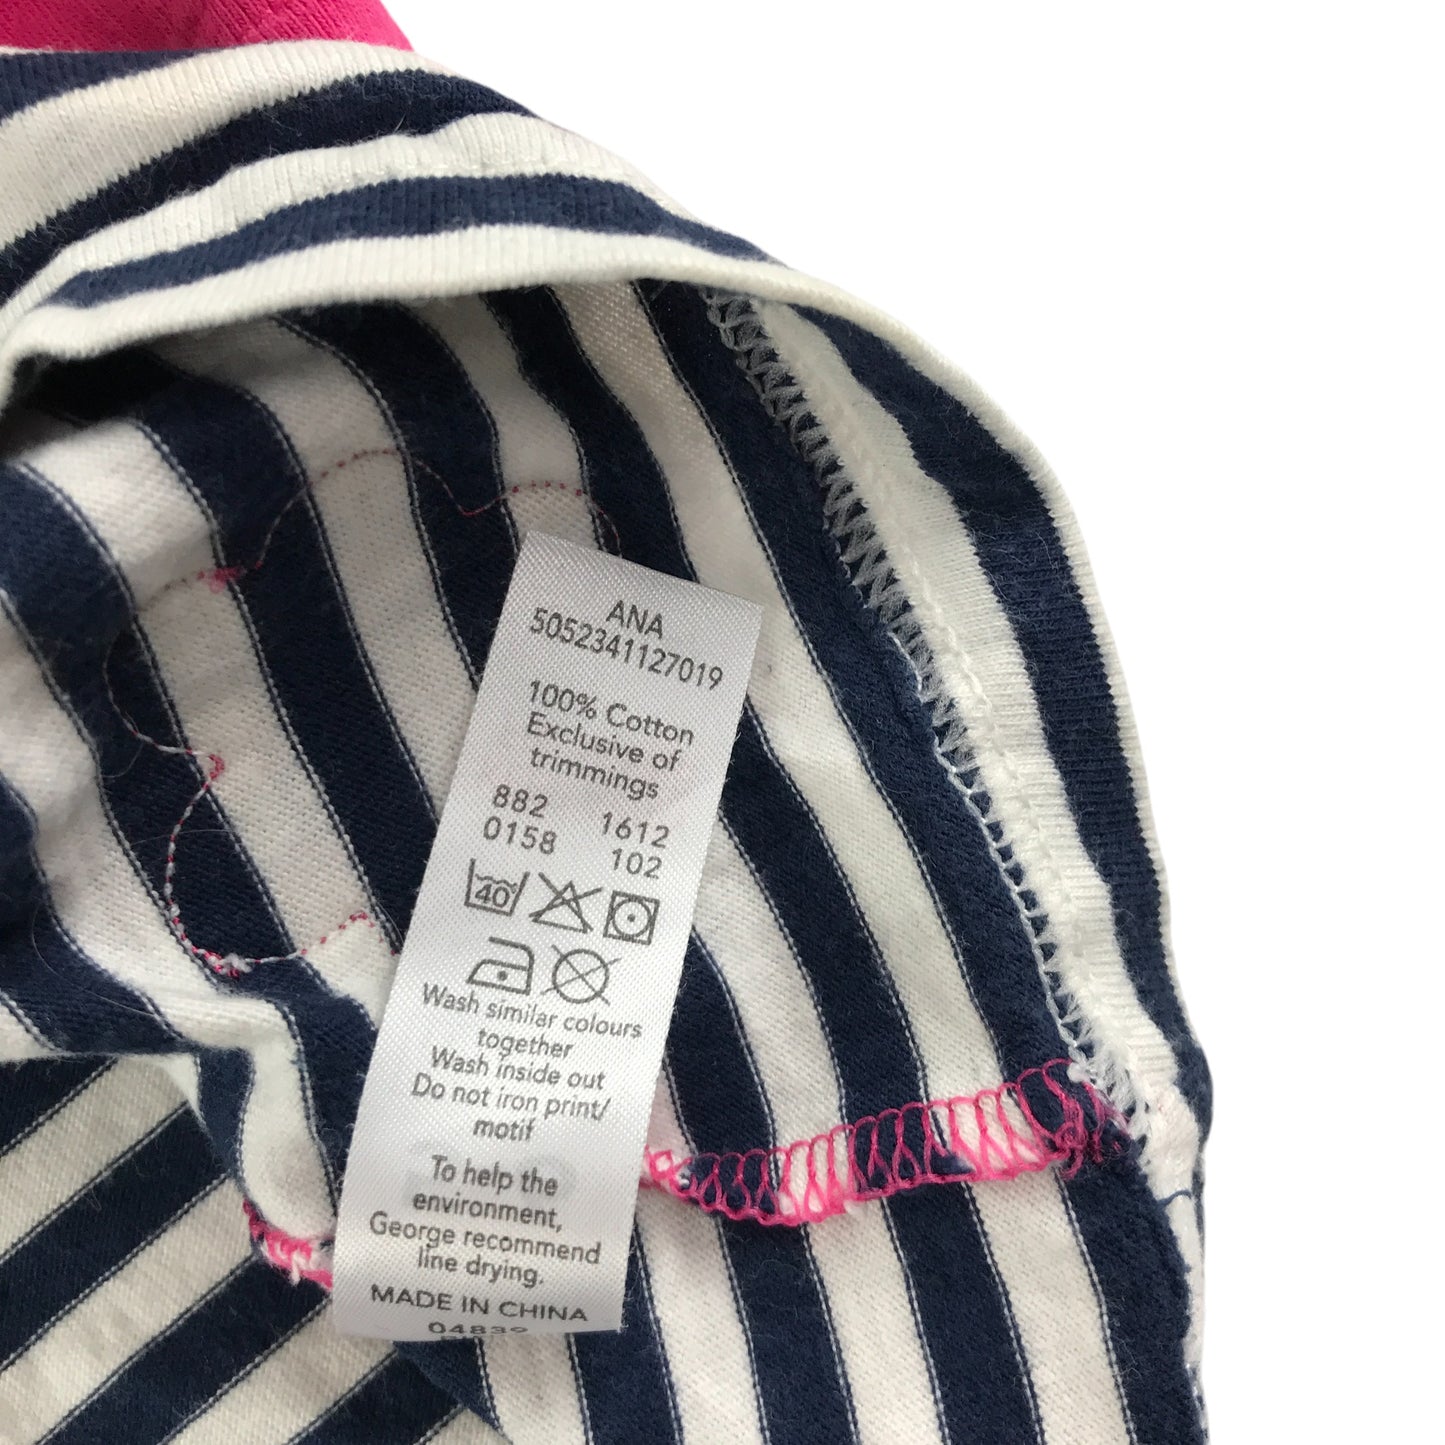 ANA
5052341127019
100% Cotton
Exclusive of
trimmings
882 1612
0158 102
40
Wash similar colours
together
Wash inside out
Do not iron print/
motif
To help the
environment,
George recommend
line drying.
MADE IN CHINA